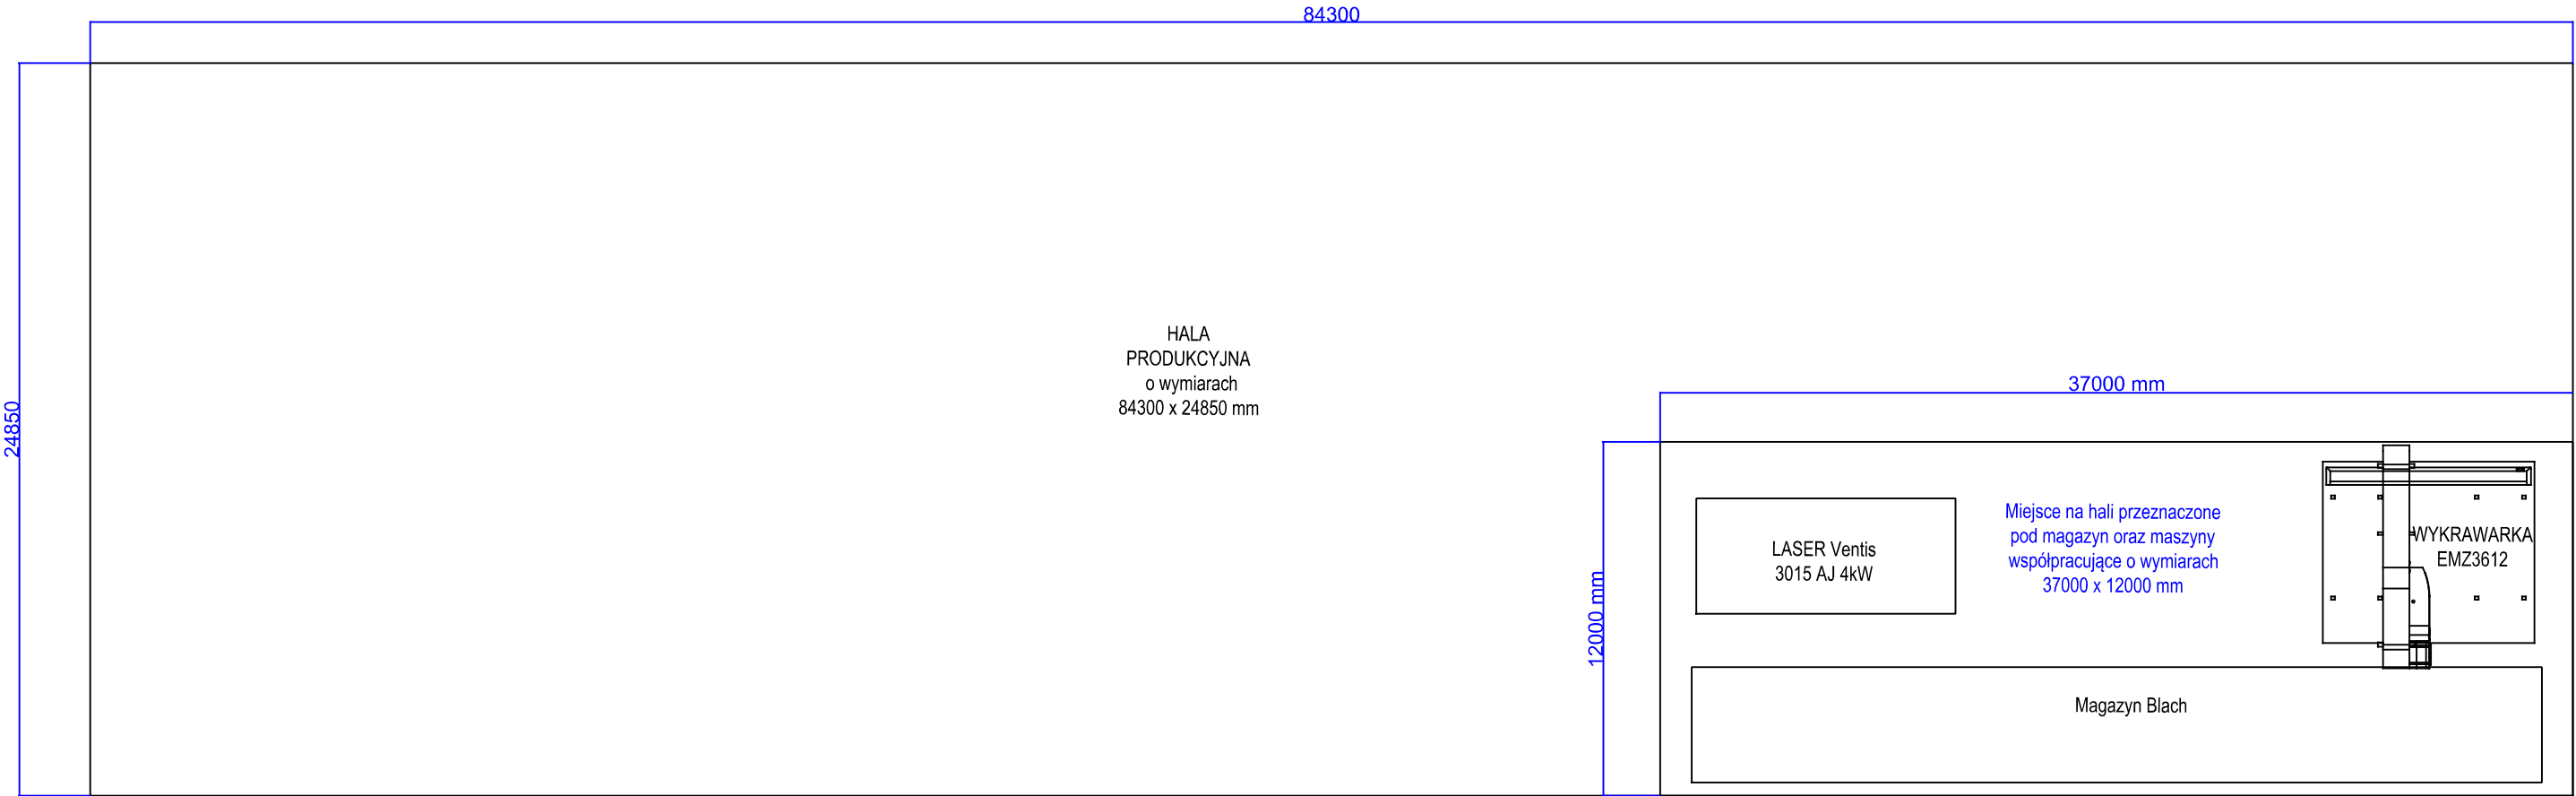 84300
24850
HALA
PRODUKCYJNA
o wymiarach
84300 x 24850 mm
37000 mm
12000 mm
LASER Ventis
3015 AJ 4kW
Miejsce na hali przeznaczone
pod magazyn oraz maszyny
współpracujące o wymiarach
37000 x 12000 mm
WYKRAWARKA
EMZ3612
Magazyn Blach